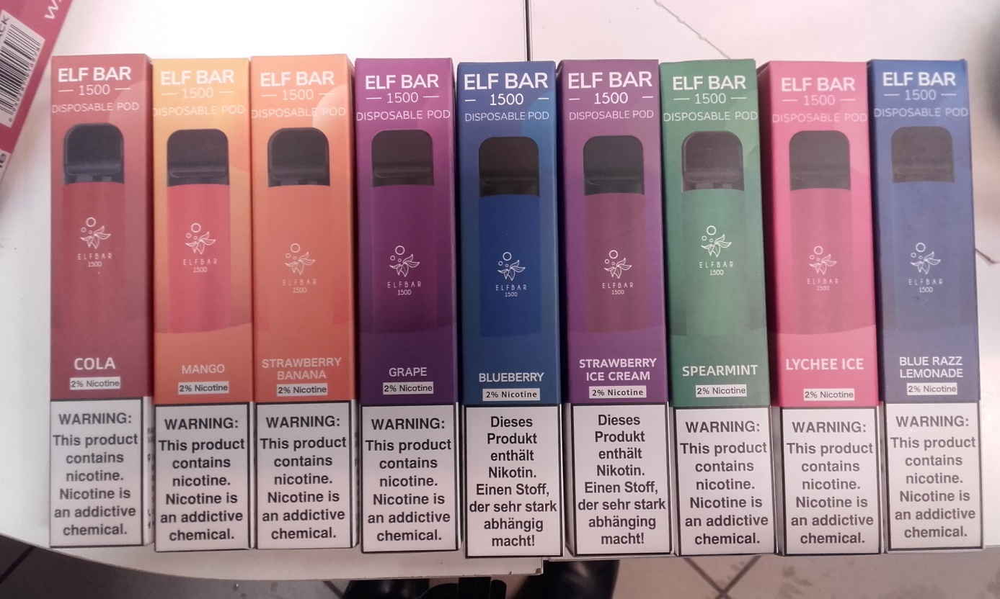 ELF BAR
1500
DISPOSABLE POD
ELFBAR
1500
COLA
2% Nicotine
WARNING:
This product
contains
nicotine.
Nicotine is
an addictive
chemical.
ELF BAR
1500
DISPOSABLE POD
ELFBAR
1500
MANGO
2% Nicotine
WARNING:
This product
contains
nicotine.
Nicotine is
an addictive
chemical.
ELF BAR
1500
DISPOSABLE POD
ELFBAR
1500
STRAWBERRY
BANANA
2% Nicotine
WARNING:
This product
contains
nicotine.
Nicotine is
an addictive
chemical.
ELF BAR
1500
DISPOSABLE POD
ELFBAR
1500
GRAPE
2% Nicotine
WARNING:
This product
contains
nicotine.
Nicotine is
an addictive
chemical.
ELF BAR
1500
DISPOSABLE POD
ELFBAR
1500
BLUEBERRY
2% Nicotine
Dieses
Produkt
enthält
Nikotin.
Einen Stoff,
der sehr stark
abhängig
macht!
ELF BAR
1500
DISPOSABLE POD
ELFBAR
1500
STRAWBERRY
ICE CREAM
2% Nicotine
Dieses
Produkt
enthält
Nikotin.
Einen Stoff,
der sehr stark
abhänging
macht!
ELF BAR
1500
DISPOSABLE POD
ELFBAR
1500
SPEARMINT
2% Nicotine
WARNING:
This product
contains
nicotine.
Nicotine is
an addictive
chemical.
ELF BAR
1500
DISPOSABLE POD
ELFBAR
1500
LYCHEE ICE
2% Nicotine
WARNING:
This product
contains
nicotine.
Nicotine is
an addictive
chemical.
ELF BAR
1500
DISPOSABLE POD
ELFBAR
1500
BLUE RAZZ
LEMONADE
2% Nicotine
WARNING:
This product
contains
nicotine.
Nicotine is
an addictive
chemical.